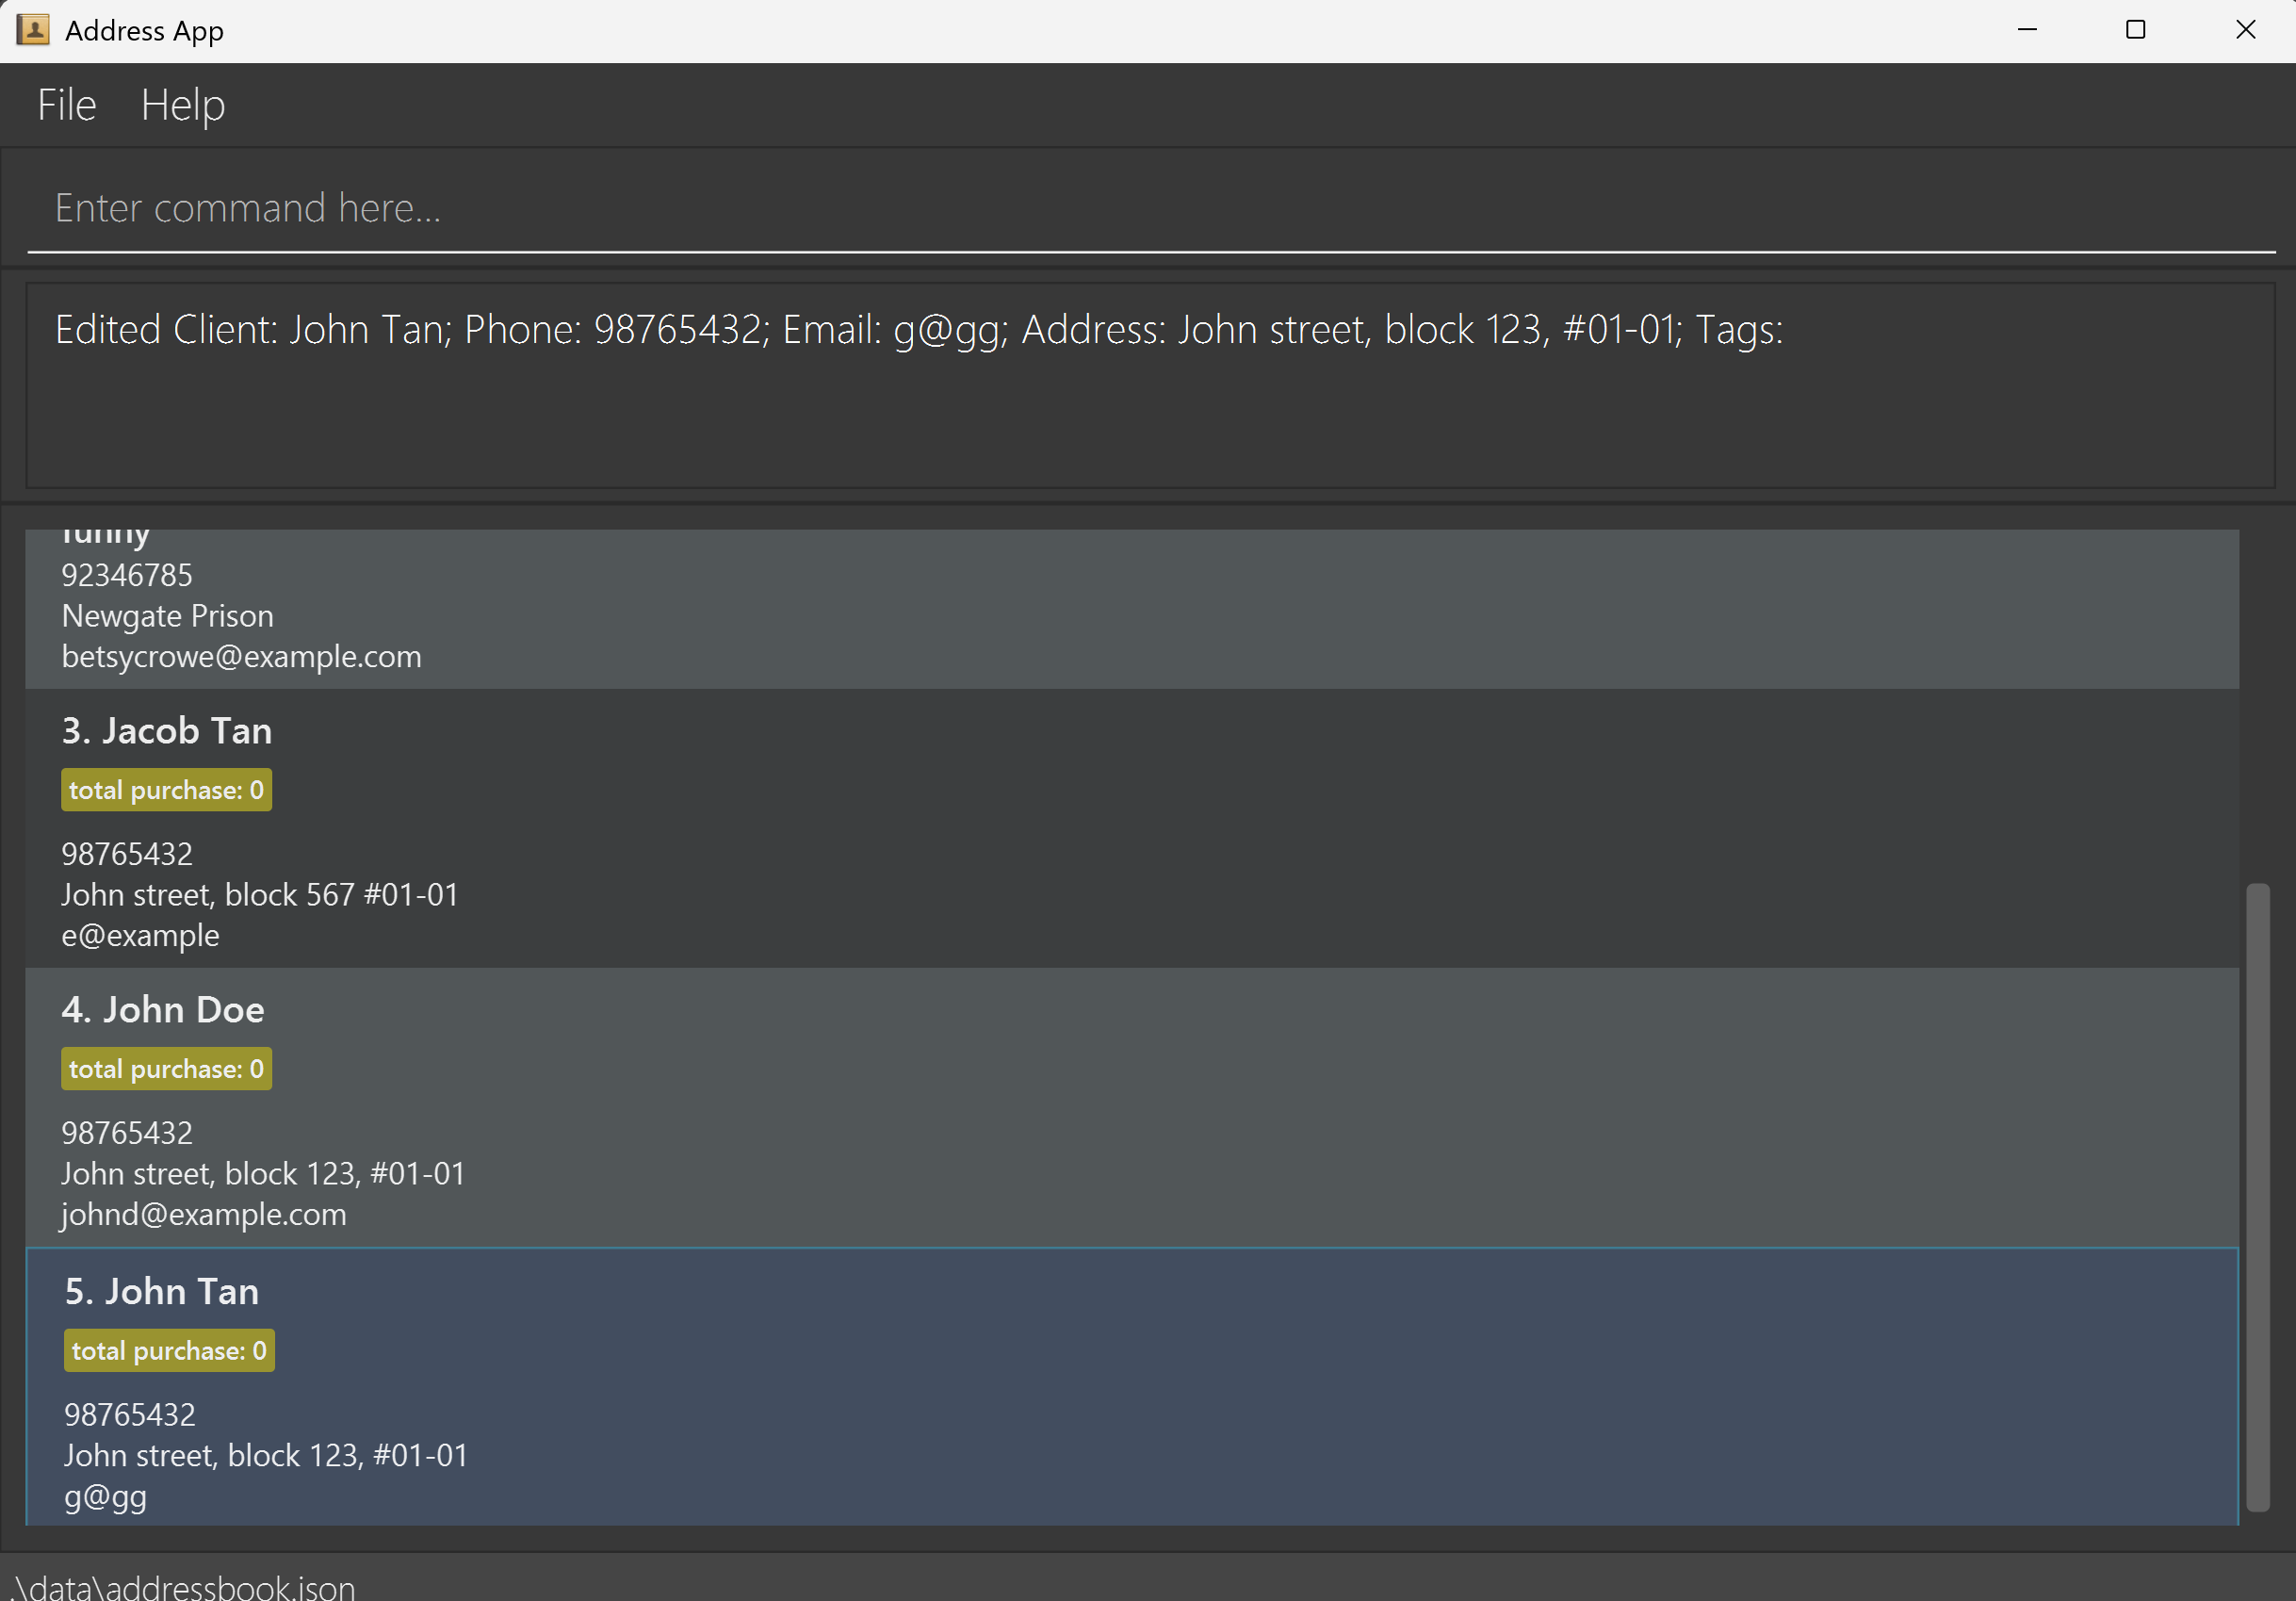 Address App
File Help
Enter command here...
Edited Client: John Tan; Phone: 98765432; Email: g@gg; Address: John street, block 123, #01-01; Tags:
funny
92346785
Newgate Prison
betsycrowe@example.com
3. Jacob Tan
total purchase: 0
98765432
John street, block 567 #01-01
e@example
4. John Doe
total purchase: 0
98765432
John street, block 123, #01-01
johnd@example.com
5. John Tan
total purchase: 0
98765432
John street, block 123, #01-01
g@gg
.\data\addressbook.json